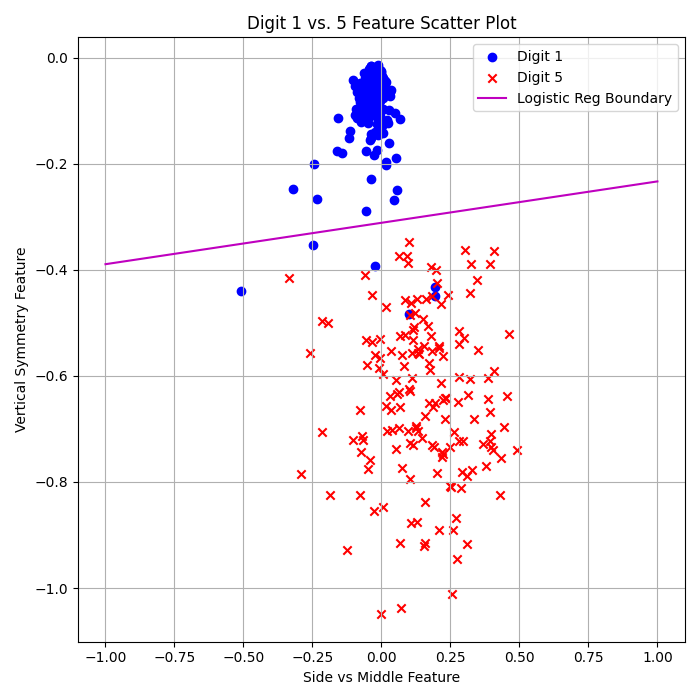 Digit 1 vs. 5 Feature Scatter Plot
Digit 1
Digit 5
Logistic Reg Boundary
0.0
−0.2
−0.4
−0.6
−0.8
−1.0
Vertical Symmetry Feature
−1.00 −0.75 −0.50 −0.25 0.00 0.25 0.50 0.75 1.00
Side vs Middle Feature